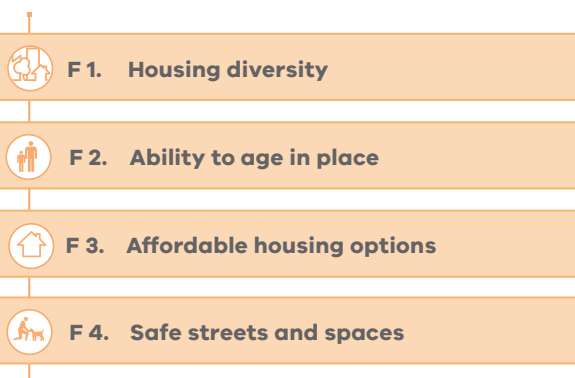 F 1. Housing diversity
F 2. Ability to age in place
F 3. Affordable housing options
F 4. Safe streets and spaces